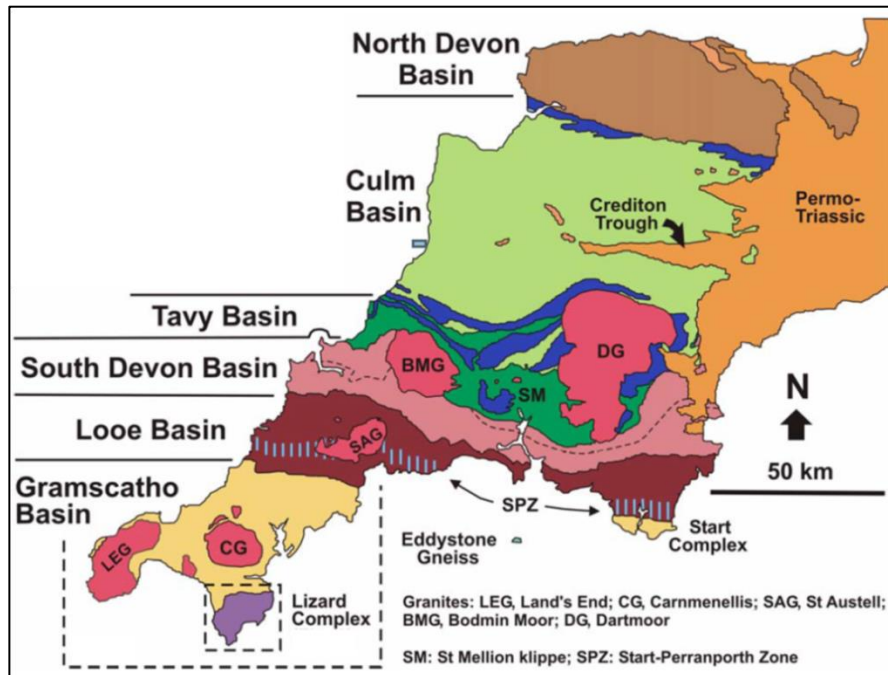 North Devon
Basin
Culm
Basin
Crediton
Trough
Permo-
Triassic
Tavy Basin
South Devon Basin
BMG
DG
SM
N
Looe Basin
SAG
50 km
Gramscatho
Basin
SPZ
Start
Complex
LEG
CG
Eddystone
Gneiss
Lizard
Complex
Granites: LEG, Land's End; CG, Carnmenellis; SAG, St Austell;
BMG, Bodmin Moor; DG, Dartmoor
SM: St Mellion klippe; SPZ: Start-Perranporth Zone